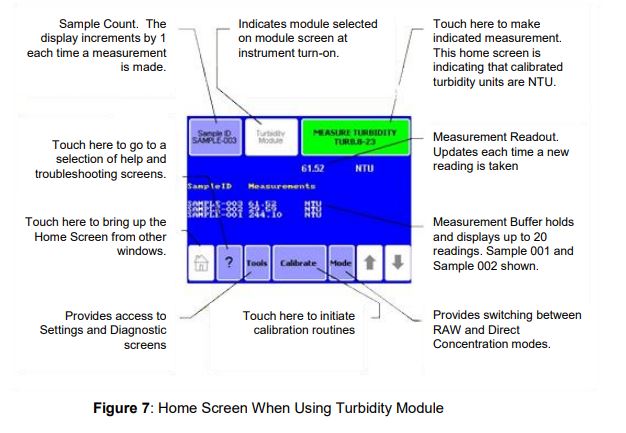 Sample Count. The
display increments by 1
each time a measurement
is made.
Indicates module selected
on module screen at
instrument turn-on.
Touch here to make
indicated measurement.
This home screen is
indicating that calibrated
turbidity units are NTU.
Sample ID
SAMPLE-003
Turbidity
Module
MEASURE TURBIDITY
TURB.8-23
Touch here to go to a
selection of help and
troubleshooting screens.
61.52 NTU
Measurement Readout.
Updates each time a new
reading is taken
SampleID Measurements
61.52 NTU
NTU
SAMPLE-001 244.10 NTU
Touch here to bring up the
Home Screen from other
windows.
Measurement Buffer holds
and displays up to 20
readings. Sample 001 and
Sample 002 shown.
? Tools Calibrate Mode
Provides access to
Settings and Diagnostic
screens
Touch here to initiate
calibration routines
Provides switching between
RAW and Direct
Concentration modes.
Figure 7: Home Screen When Using Turbidity Module